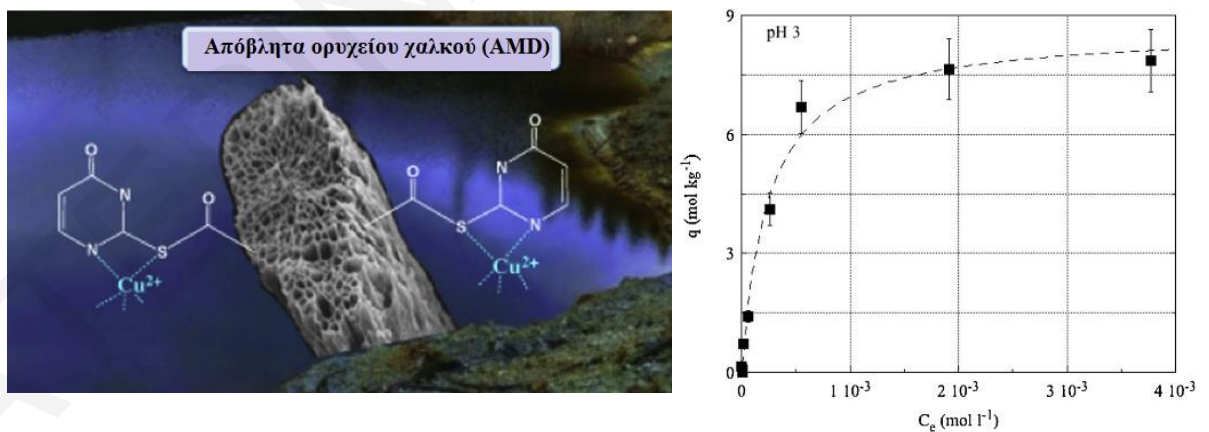 Απόβλητα ορυχείου χαλκού (AMD)
O
N
N
S
O
Cu²⁺
O
S
N
N
O
Cu²⁺
pH 3
q (mol kg⁻¹)
9
6
3
0
0
1 10⁻³
2 10⁻³
3 10⁻³
4 10⁻³
Cₑ (mol l⁻¹)